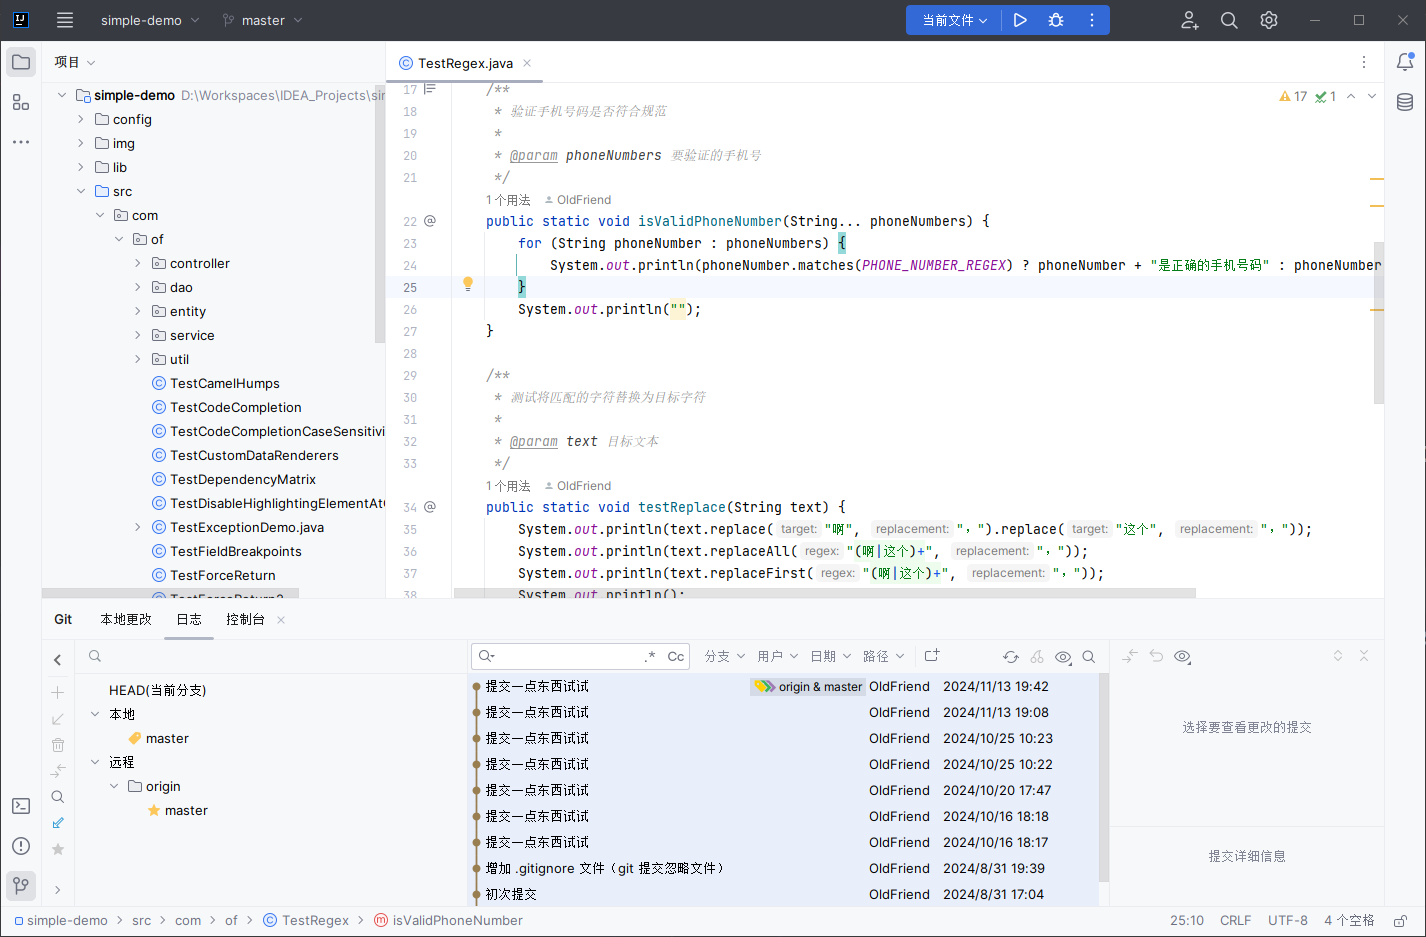 simple-demo
master
当前文件
项目
simple-demo D:\Workspaces\IDEA_Projects\sim
config
img
lib
src
com
of
controller
dao
entity
service
util
TestCamelHumps
TestCodeCompletion
TestCodeCompletionCaseSensitivi
TestCustomDataRenderers
TestDependencyMatrix
TestDisableHighlightingElementAt
TestExceptionDemo.java
TestFieldBreakpoints
TestForceReturn
TestForceReturn2
TestRegex.java
17 1
17 /**
18 * 验证手机号码是否符合规范
19 *
20 * @param phoneNumbers 要验证的手机号
21 */
1 个用法 OldFriend
22 @ public static void isValidPhoneNumber(String... phoneNumbers) {
23 for (String phoneNumber : phoneNumbers) {
24 System.out.println(phoneNumber.matches(PHONE_NUMBER_REGEX) ? phoneNumber + "是正确的手机号码" : phoneNumber
25 }
26 System.out.println("");
27 }
28
29 /**
30 * 测试将匹配的字符替换为目标字符
31 *
32 * @param text 目标文本
33 */
1 个用法 OldFriend
34 @ public static void testReplace(String text) {
35 System.out.println(text.replace( target: "啊", replacement: ", ").replace( target: "这个", replacement: ", "));
36 System.out.println(text.replaceAll( regex: "(啊|这个)+", replacement: ", "));
37 System.out.println(text.replaceFirst( regex: "(啊|这个)+", replacement: ", "));
38 System.out.println();
Git 本地更改 日志 控制台
HEAD(当前分支)
本地
master
远程
origin
master
.* Cc 分支 用户 日期 路径
提交一点东西试试 origin & master OldFriend 2024/11/13 19:42
提交一点东西试试 OldFriend 2024/11/13 19:08
提交一点东西试试 OldFriend 2024/10/25 10:23
提交一点东西试试 OldFriend 2024/10/25 10:22
提交一点东西试试 OldFriend 2024/10/20 17:47
提交一点东西试试 OldFriend 2024/10/16 18:18
提交一点东西试试 OldFriend 2024/10/16 18:17
增加 .gitignore 文件（git 提交忽略文件） OldFriend 2024/8/31 19:39
初次提交 OldFriend 2024/8/31 17:04
选择要查看更改的提交
提交详细信息
simple-demo > src > com > of > TestRegex > isValidPhoneNumber
25:10 CRLF UTF-8 4 个空格